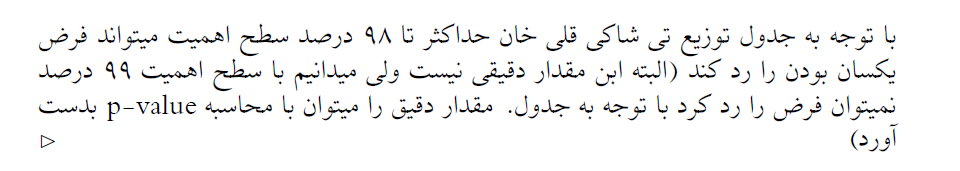 با توجه به جدول توزیع تی شاکی قلی خان حداکثر تا ۹۸ درصد سطح اهمیت میتواند فرض
یکسان بودن را رد کند (البته ابن مقدار دقیقی نیست ولی میدانیم با سطح اهمیت ۹۹ درصد
نمیتوان فرض را رد کرد با توجه به جدول. مقدار دقیق را میتوان با محاسبه p-value بدست
آورد) ◁